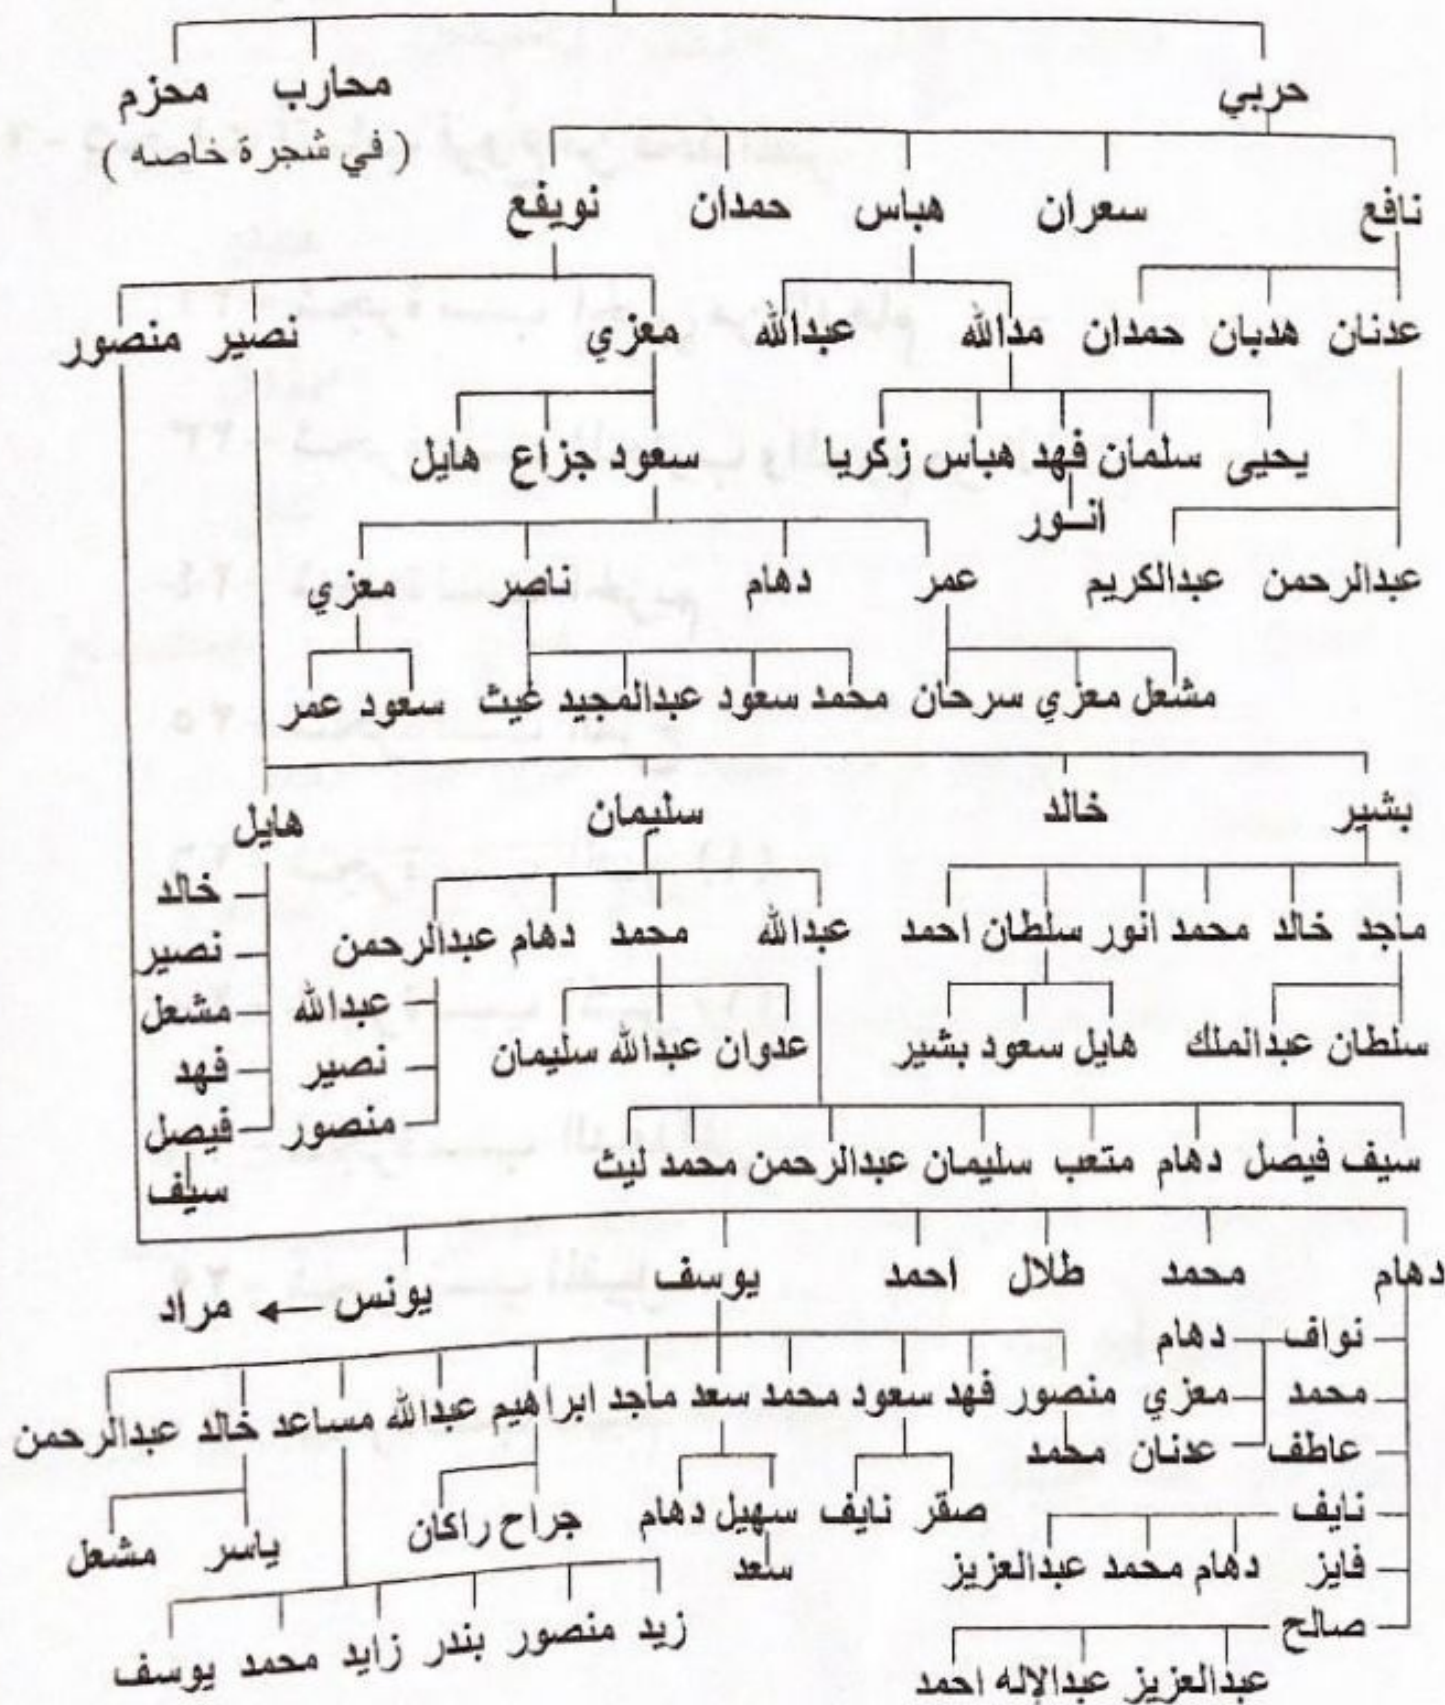 حربي محارب محزم
( في شجرة خاصه )
نافع سعران هباس حمدان نويفع
عدنان هدبان حمدان مدالله عبدالله معزي نصير منصور
يحيى سلمان فهد هباس زكريا سعود جزاع هايل
انور
عبدالرحمن عبدالكريم عمر دهام ناصر معزي
مشعل معزي سرحان محمد سعود عبدالمجيد غيث سعود عمر
بشير خالد سليمان هايل
خالد
ماجد خالد محمد انور سلطان احمد عبدالله محمد دهام عبدالرحمن نصير
عبدالله مشعل
سلطان عبدالملك هايل سعود بشير عدوان عبدالله سليمان نصير فهد
منصور فيصل
سيف فيصل دهام متعب سليمان عبدالرحمن محمد ليث سيف
دهام محمد طلال احمد يوسف يونس مراد
نواف دهام
محمد معزي منصور فهد سعود محمد سعد ماجد ابراهيم عبدالله مساعد خالد عبدالرحمن
عاطف عدنان محمد
نايف صقر نايف سهيل دهام جراح راكان ياسر مشعل
فايز دهام محمد عبدالعزيز سعد
صالح زيد منصور بندر زايد محمد يوسف
عبدالعزيز عبدالإله احمد